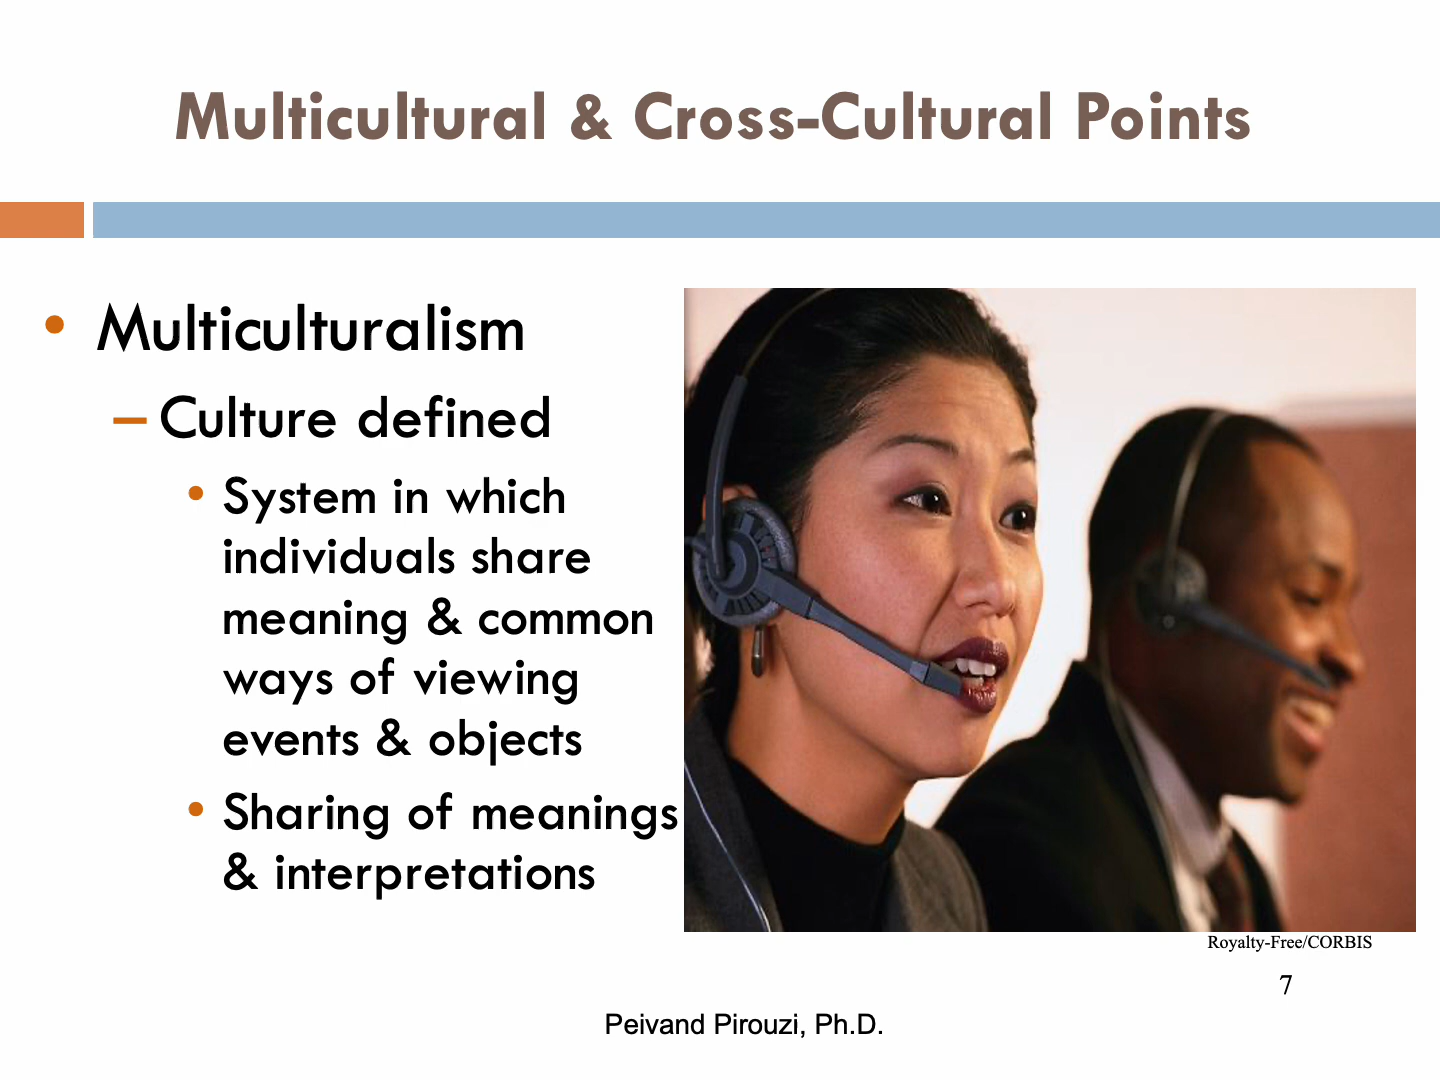 Multicultural & Cross-Cultural Points
• Multiculturalism
– Culture defined
• System in which
individuals share
meaning & common
ways of viewing
events & objects
• Sharing of meanings
& interpretations
Royalty-Free/CORBIS
7
Peivand Pirouzi, Ph.D.